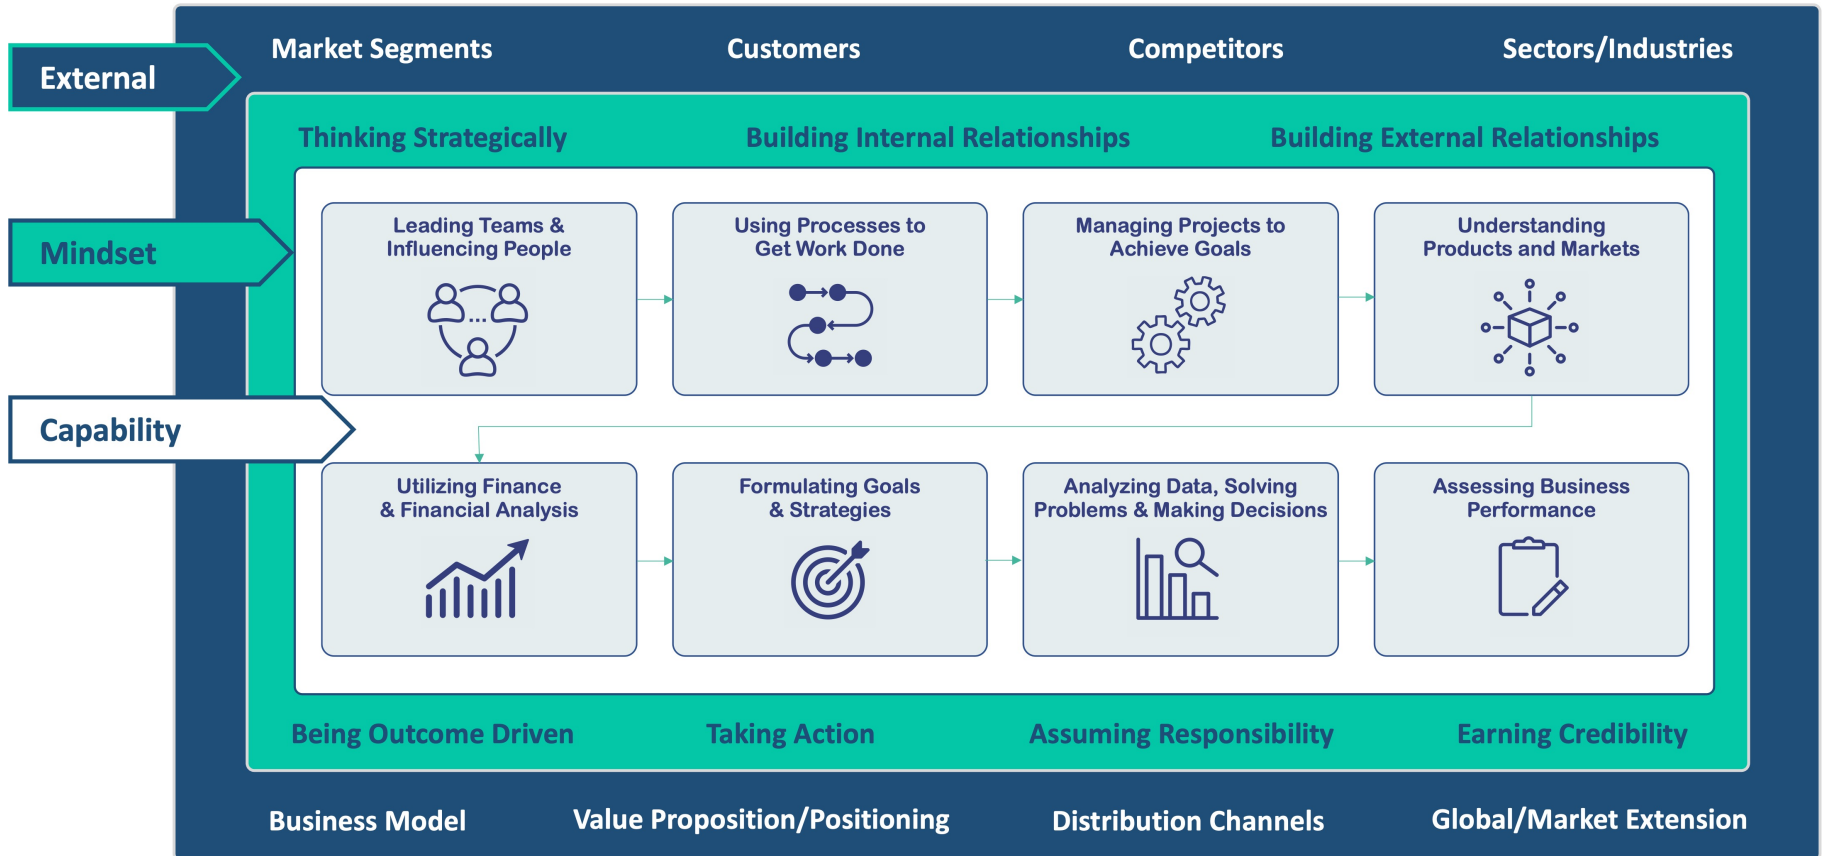 Market Segments
Customers
Competitors
Sectors/Industries
External
Thinking Strategically
Building Internal Relationships
Building External Relationships
Mindset
Leading Teams &
Influencing People
Using Processes to
Get Work Done
Managing Projects to
Achieve Goals
Understanding
Products and Markets
Capability
Utilizing Finance
& Financial Analysis
Formulating Goals
& Strategies
Analyzing Data, Solving
Problems & Making Decisions
Assessing Business
Performance
Being Outcome Driven
Taking Action
Assuming Responsibility
Earning Credibility
Business Model
Value Proposition/Positioning
Distribution Channels
Global/Market Extension